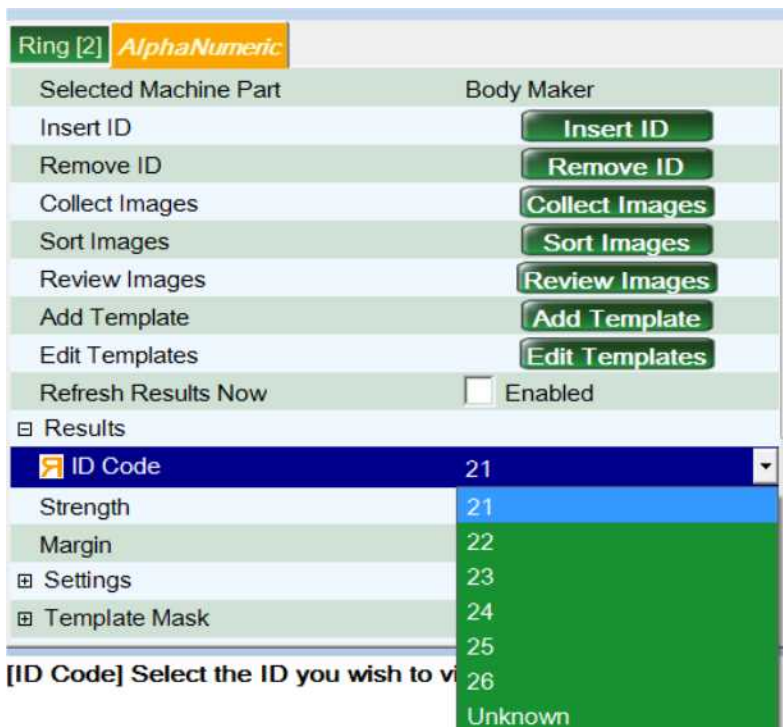 Ring [2] AlphaNumeric
Selected Machine Part Body Maker
Insert ID Insert ID
Remove ID Remove ID
Collect Images Collect Images
Sort Images Sort Images
Review Images Review Images
Add Template Add Template
Edit Templates Edit Templates
Refresh Results Now Enabled
Results
Я ID Code 21
Strength 21
Margin 22
Settings 23
Template Mask 24
25
[ID Code] Select the ID you wish to vi 26
Unknown